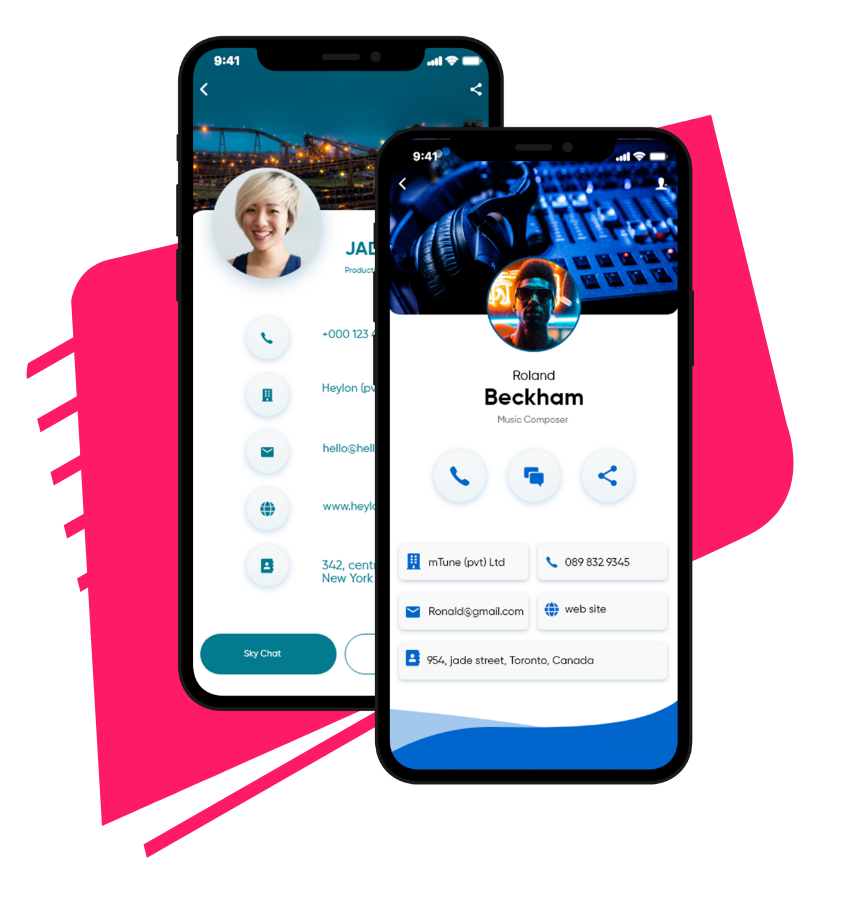 9:41
JAD
Product
+000 123 4
Heylon (pv
hello@hell
www.heylo
342, cent
New York
Sky Chat
9:41
Roland
Beckham
Music Composer
mTune (pvt) Ltd
089 832 9345
Ronald@gmail.com
web site
954, jade street, Toronto, Canada